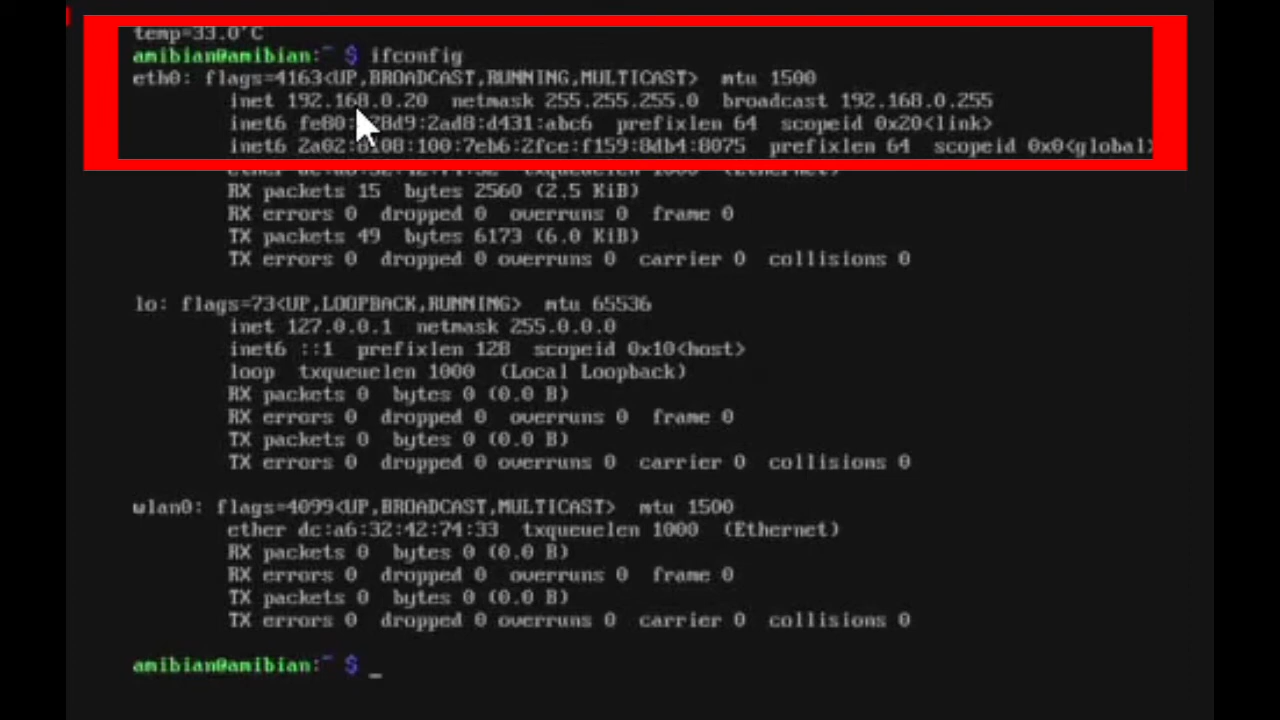 temp=33.0'C
amibian@amibian:~ $ ifconfig
eth0: flags=4163<UP,BROADCAST,RUNNING,MULTICAST> mtu 1500
inet 192.168.0.20 netmask 255.255.255.0 broadcast 192.168.0.255
inet6 prefixlen 64 scopeid 0x20<link>
inet6 prefixlen 64 scopeid 0x0<global>
ether txqueuelen 1000 (Ethernet)
RX packets 15 bytes 2560 (2.5 KiB)
RX errors 0 dropped 0 overruns 0 frame 0
TX packets 49 bytes 6173 (6.0 KiB)
TX errors 0 dropped 0 overruns 0 carrier 0 collisions 0
lo: flags=73<UP,LOOPBACK,RUNNING> mtu 65536
inet 127.0.0.1 netmask 255.0.0.0
inet6 ::1 prefixlen 128 scopeid 0x10<host>
loop txqueuelen 1000 (Local Loopback)
RX packets 0 bytes 0 (0.0 B)
RX errors 0 dropped 0 overruns 0 frame 0
TX packets 0 bytes 0 (0.0 B)
TX errors 0 dropped 0 overruns 0 carrier 0 collisions 0
wlan0: flags=4099<UP,BROADCAST,MULTICAST> mtu 1500
ether dc:a6:32:42:74:33 txqueuelen 1000 (Ethernet)
RX packets 0 bytes 0 (0.0 B)
RX errors 0 dropped 0 overruns 0 frame 0
TX packets 0 bytes 0 (0.0 B)
TX errors 0 dropped 0 overruns 0 carrier 0 collisions 0
amibian@amibian:~ $ _